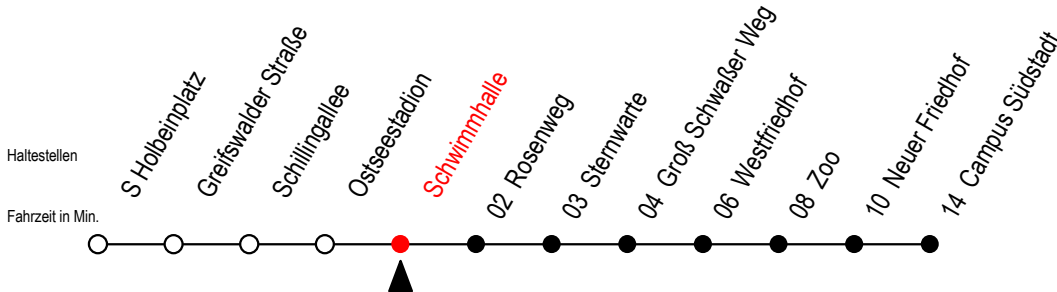 Haltestellen
Fahrzeit in Min.
S Holbeinplatz
Greifswalder Straße
Schillingallee
Ostseestadion
Schwimmhalle
02 Rosenweg
03 Sternwarte
04 Groß Schwaßer Weg
06 Westfriedhof
08 Zoo
10 Neuer Friedhof
14 Campus Südstadt